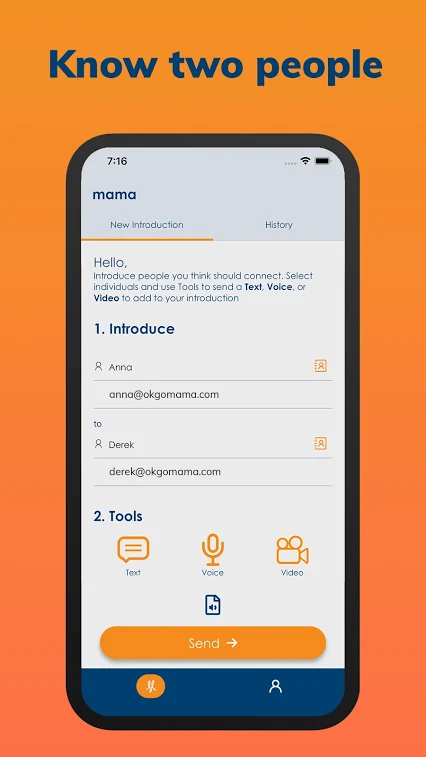 Know two people
7:16
mama
New Introduction
History
Hello,
Introduce people you think should connect. Select
individuals and use Tools to send a Text, Voice, or
Video to add to your introduction
1. Introduce
Anna
anna@okgomama.com
to
Derek
derek@okgomama.com
2. Tools
Text
Voice
Video
Send →